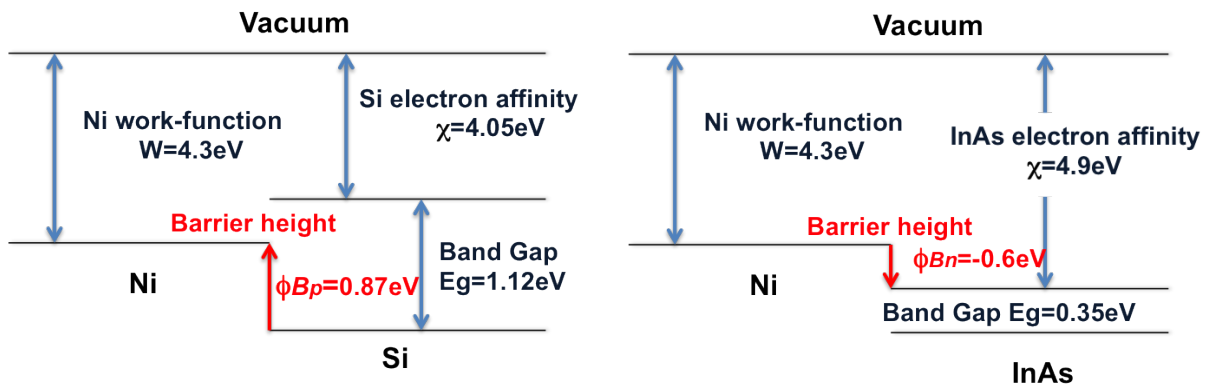 Vacuum
Ni work-function
W=4.3eV
Si electron affinity
χ=4.05eV
Barrier height
Ni
ϕBp=0.87eV
Band Gap
Eg=1.12eV
Si
Vacuum
Ni work-function
W=4.3eV
InAs electron affinity
χ=4.9eV
Barrier height
ϕBn=-0.6eV
Ni
Band Gap Eg=0.35eV
InAs